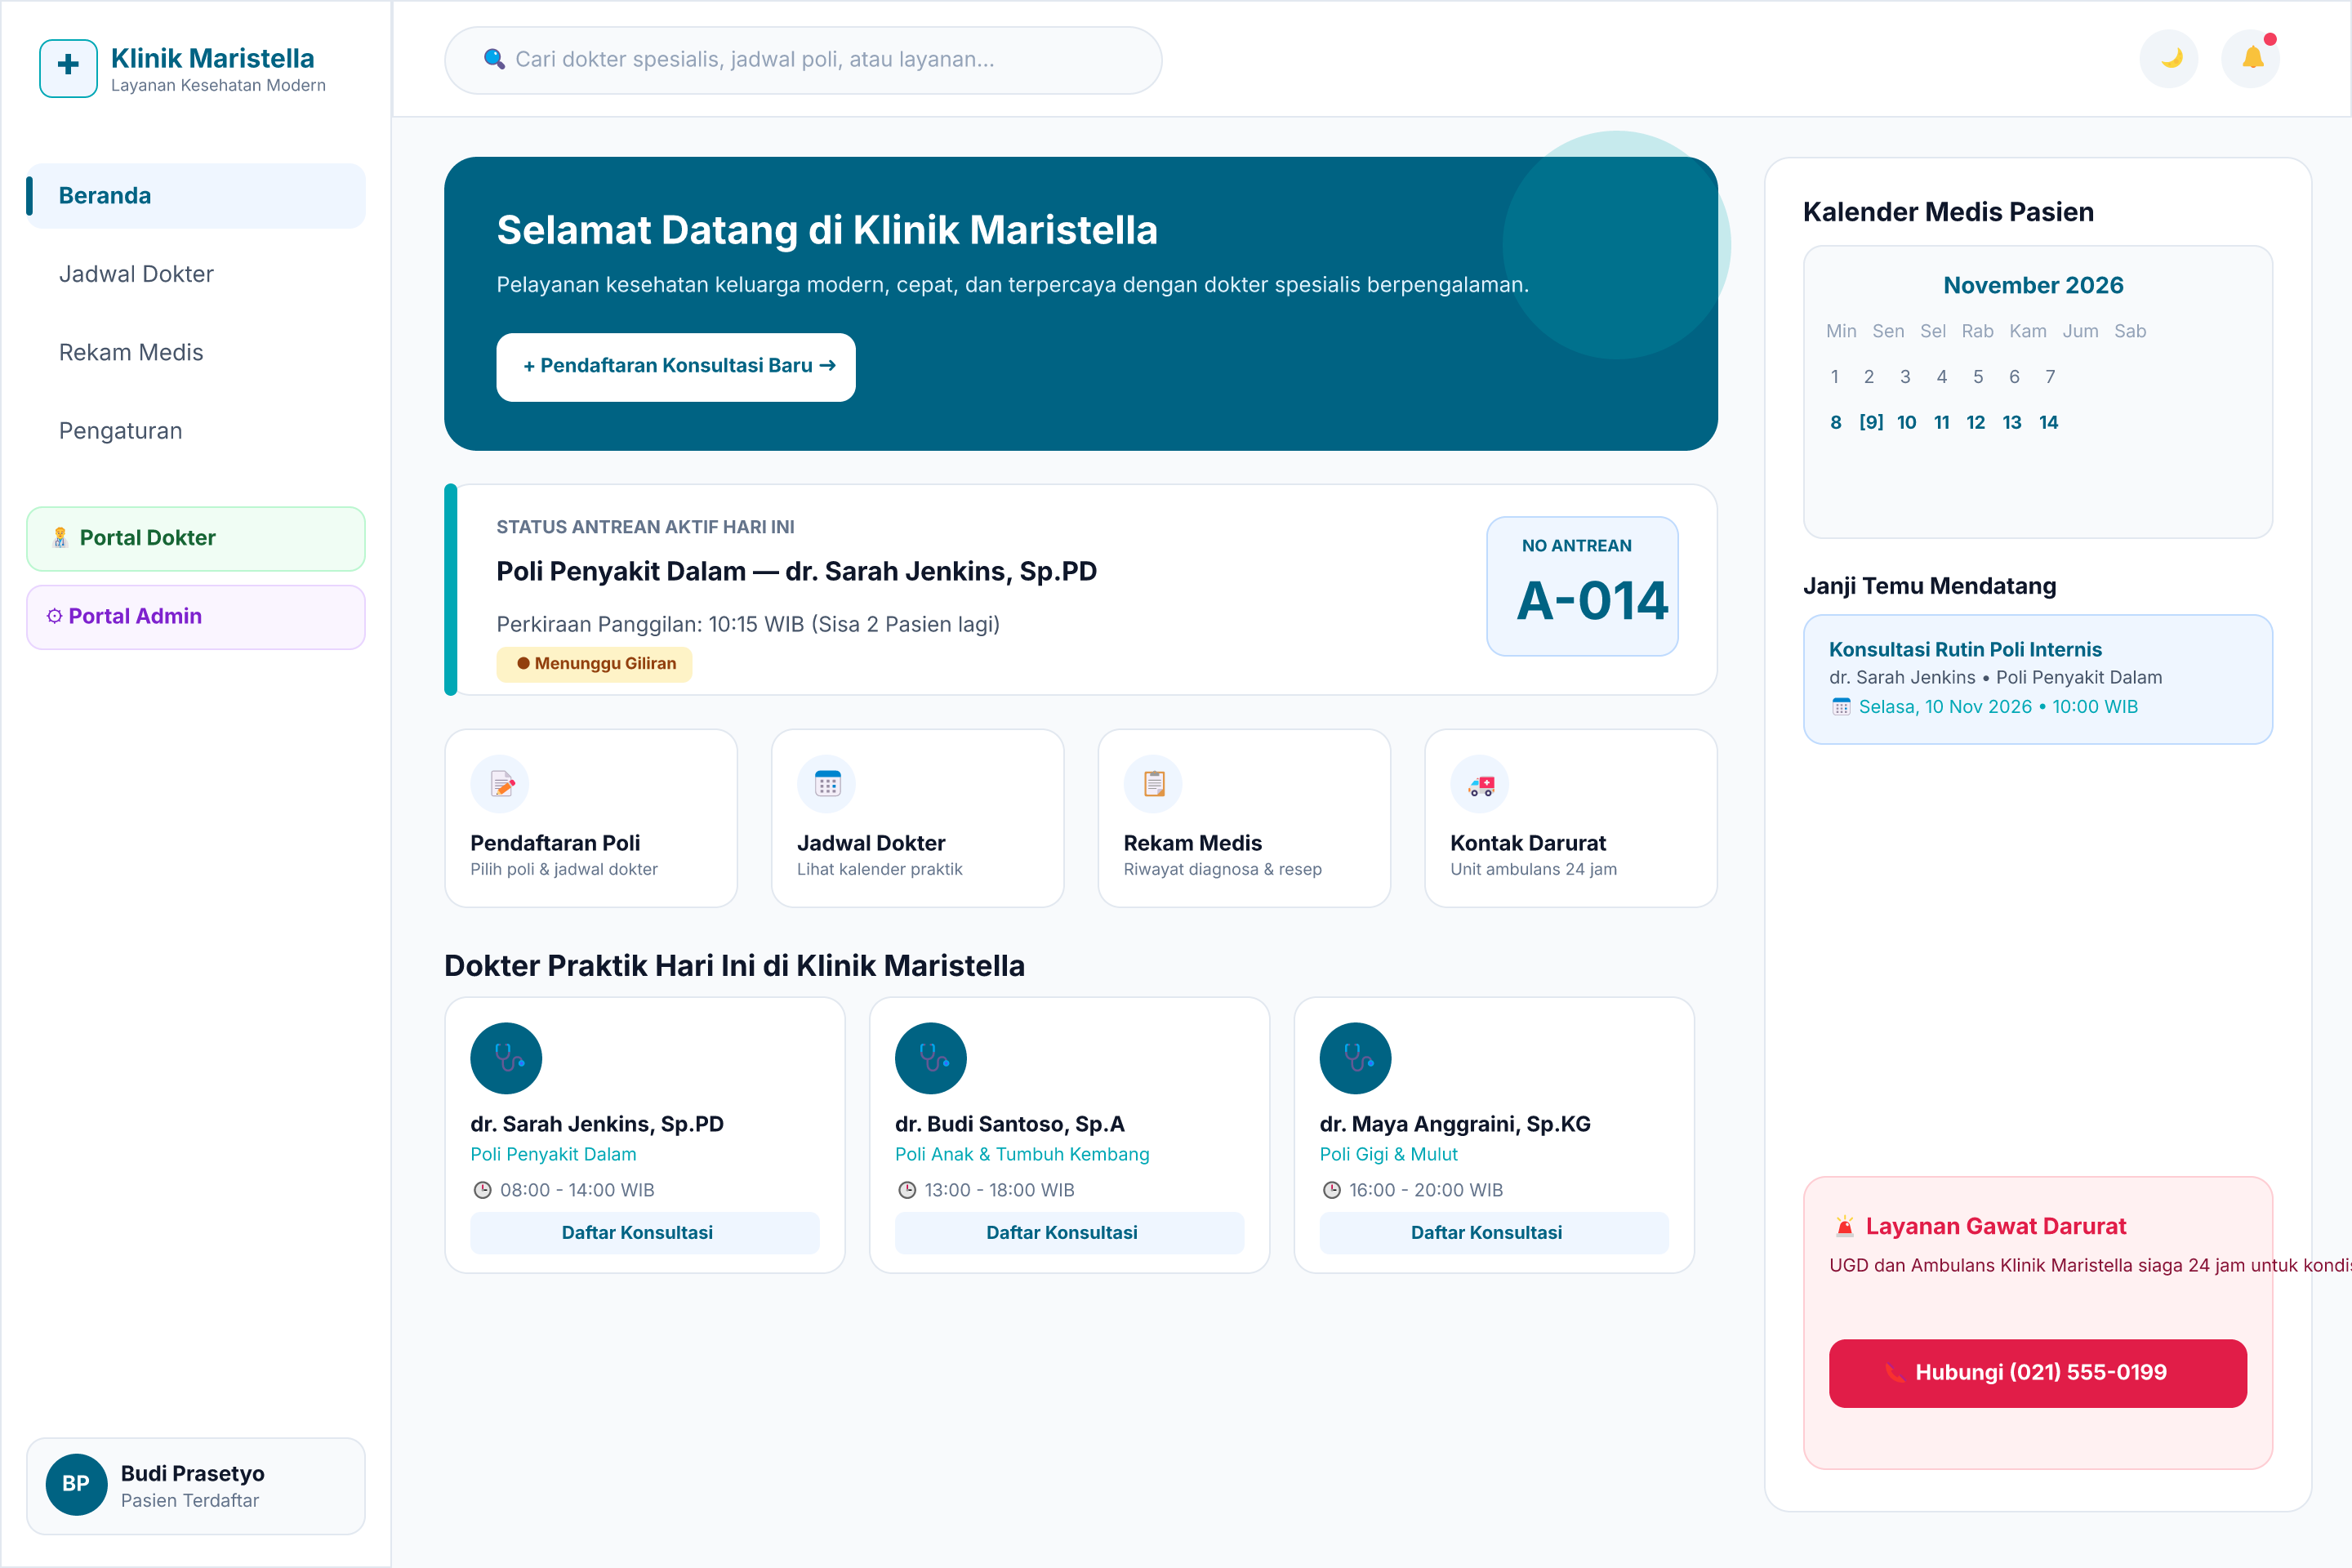 Klinik Maristella
Layanan Kesehatan Modern
Beranda
Jadwal Dokter
Rekam Medis
Pengaturan
Portal Dokter
Portal Admin
BP
Budi Prasetyo
Pasien Terdaftar
Cari dokter spesialis, jadwal poli, atau layanan...
Selamat Datang di Klinik Maristella
Pelayanan kesehatan keluarga modern, cepat, dan terpercaya dengan dokter spesialis berpengalaman.
+ Pendaftaran Konsultasi Baru →
STATUS ANTREAN AKTIF HARI INI
Poli Penyakit Dalam — dr. Sarah Jenkins, Sp.PD
Perkiraan Panggilan: 10:15 WIB (Sisa 2 Pasien lagi)
● Menunggu Giliran
NO ANTREAN
A-014
Pendaftaran Poli
Pilih poli & jadwal dokter
Jadwal Dokter
Lihat kalender praktik
Rekam Medis
Riwayat diagnosa & resep
Kontak Darurat
Unit ambulans 24 jam
Dokter Praktik Hari Ini di Klinik Maristella
dr. Sarah Jenkins, Sp.PD
Poli Penyakit Dalam
08:00 - 14:00 WIB
Daftar Konsultasi
dr. Budi Santoso, Sp.A
Poli Anak & Tumbuh Kembang
13:00 - 18:00 WIB
Daftar Konsultasi
dr. Maya Anggraini, Sp.KG
Poli Gigi & Mulut
16:00 - 20:00 WIB
Daftar Konsultasi
Kalender Medis Pasien
November 2026
Min Sen Sel Rab Kam Jum Sab
1 2 3 4 5 6 7
8 [9] 10 11 12 13 14
Janji Temu Mendatang
Konsultasi Rutin Poli Internis
dr. Sarah Jenkins • Poli Penyakit Dalam
Selasa, 10 Nov 2026 • 10:00 WIB
Layanan Gawat Darurat
UGD dan Ambulans Klinik Maristella siaga 24 jam untuk
Hubungi (021) 555-0199